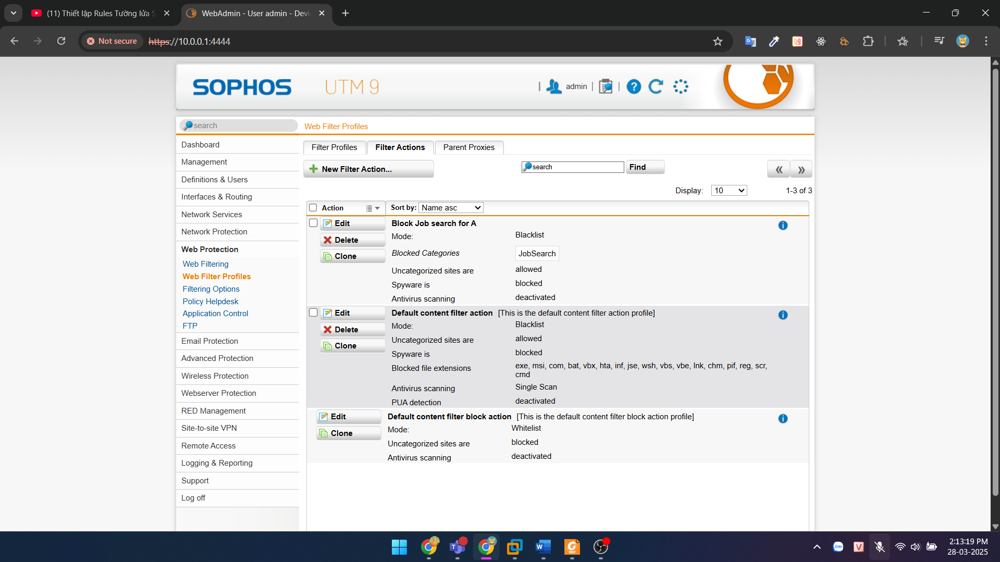 (11) Thiết lập Rules Tường lửa S
WebAdmin - User admin - Devi
Not secure
https://10.0.0.1:4444
SOPHOS UTM 9
admin
search
Web Filter Profiles
Dashboard
Management
Definitions & Users
Interfaces & Routing
Network Services
Network Protection
Web Protection
Web Filtering
Web Filter Profiles
Filtering Options
Policy Helpdesk
Application Control
FTP
Email Protection
Advanced Protection
Wireless Protection
Webserver Protection
RED Management
Site-to-site VPN
Remote Access
Logging & Reporting
Support
Log off
Filter Profiles
Filter Actions
Parent Proxies
New Filter Action...
search
Find
Display: 10 1-3 of 3
Action
Sort by: Name asc
Edit
Delete
Clone
Block Job search for A
Mode: Blacklist
Blocked Categories JobSearch
Uncategorized sites are allowed
Spyware is blocked
Antivirus scanning deactivated
Edit
Delete
Clone
Default content filter action [This is the default content filter action profile]
Mode: Blacklist
Uncategorized sites are allowed
Spyware is blocked
Blocked file extensions exe, msi, com, bat, vbx, hta, inf, jse, wsh, vbs, vbe, lnk, chm, pif, reg, scr,
cmd
Antivirus scanning Single Scan
PUA detection deactivated
Edit
Clone
Default content filter block action [This is the default content filter block action profile]
Mode: Whitelist
Uncategorized sites are blocked
Antivirus scanning deactivated
2:13:19 PM
28-03-2025